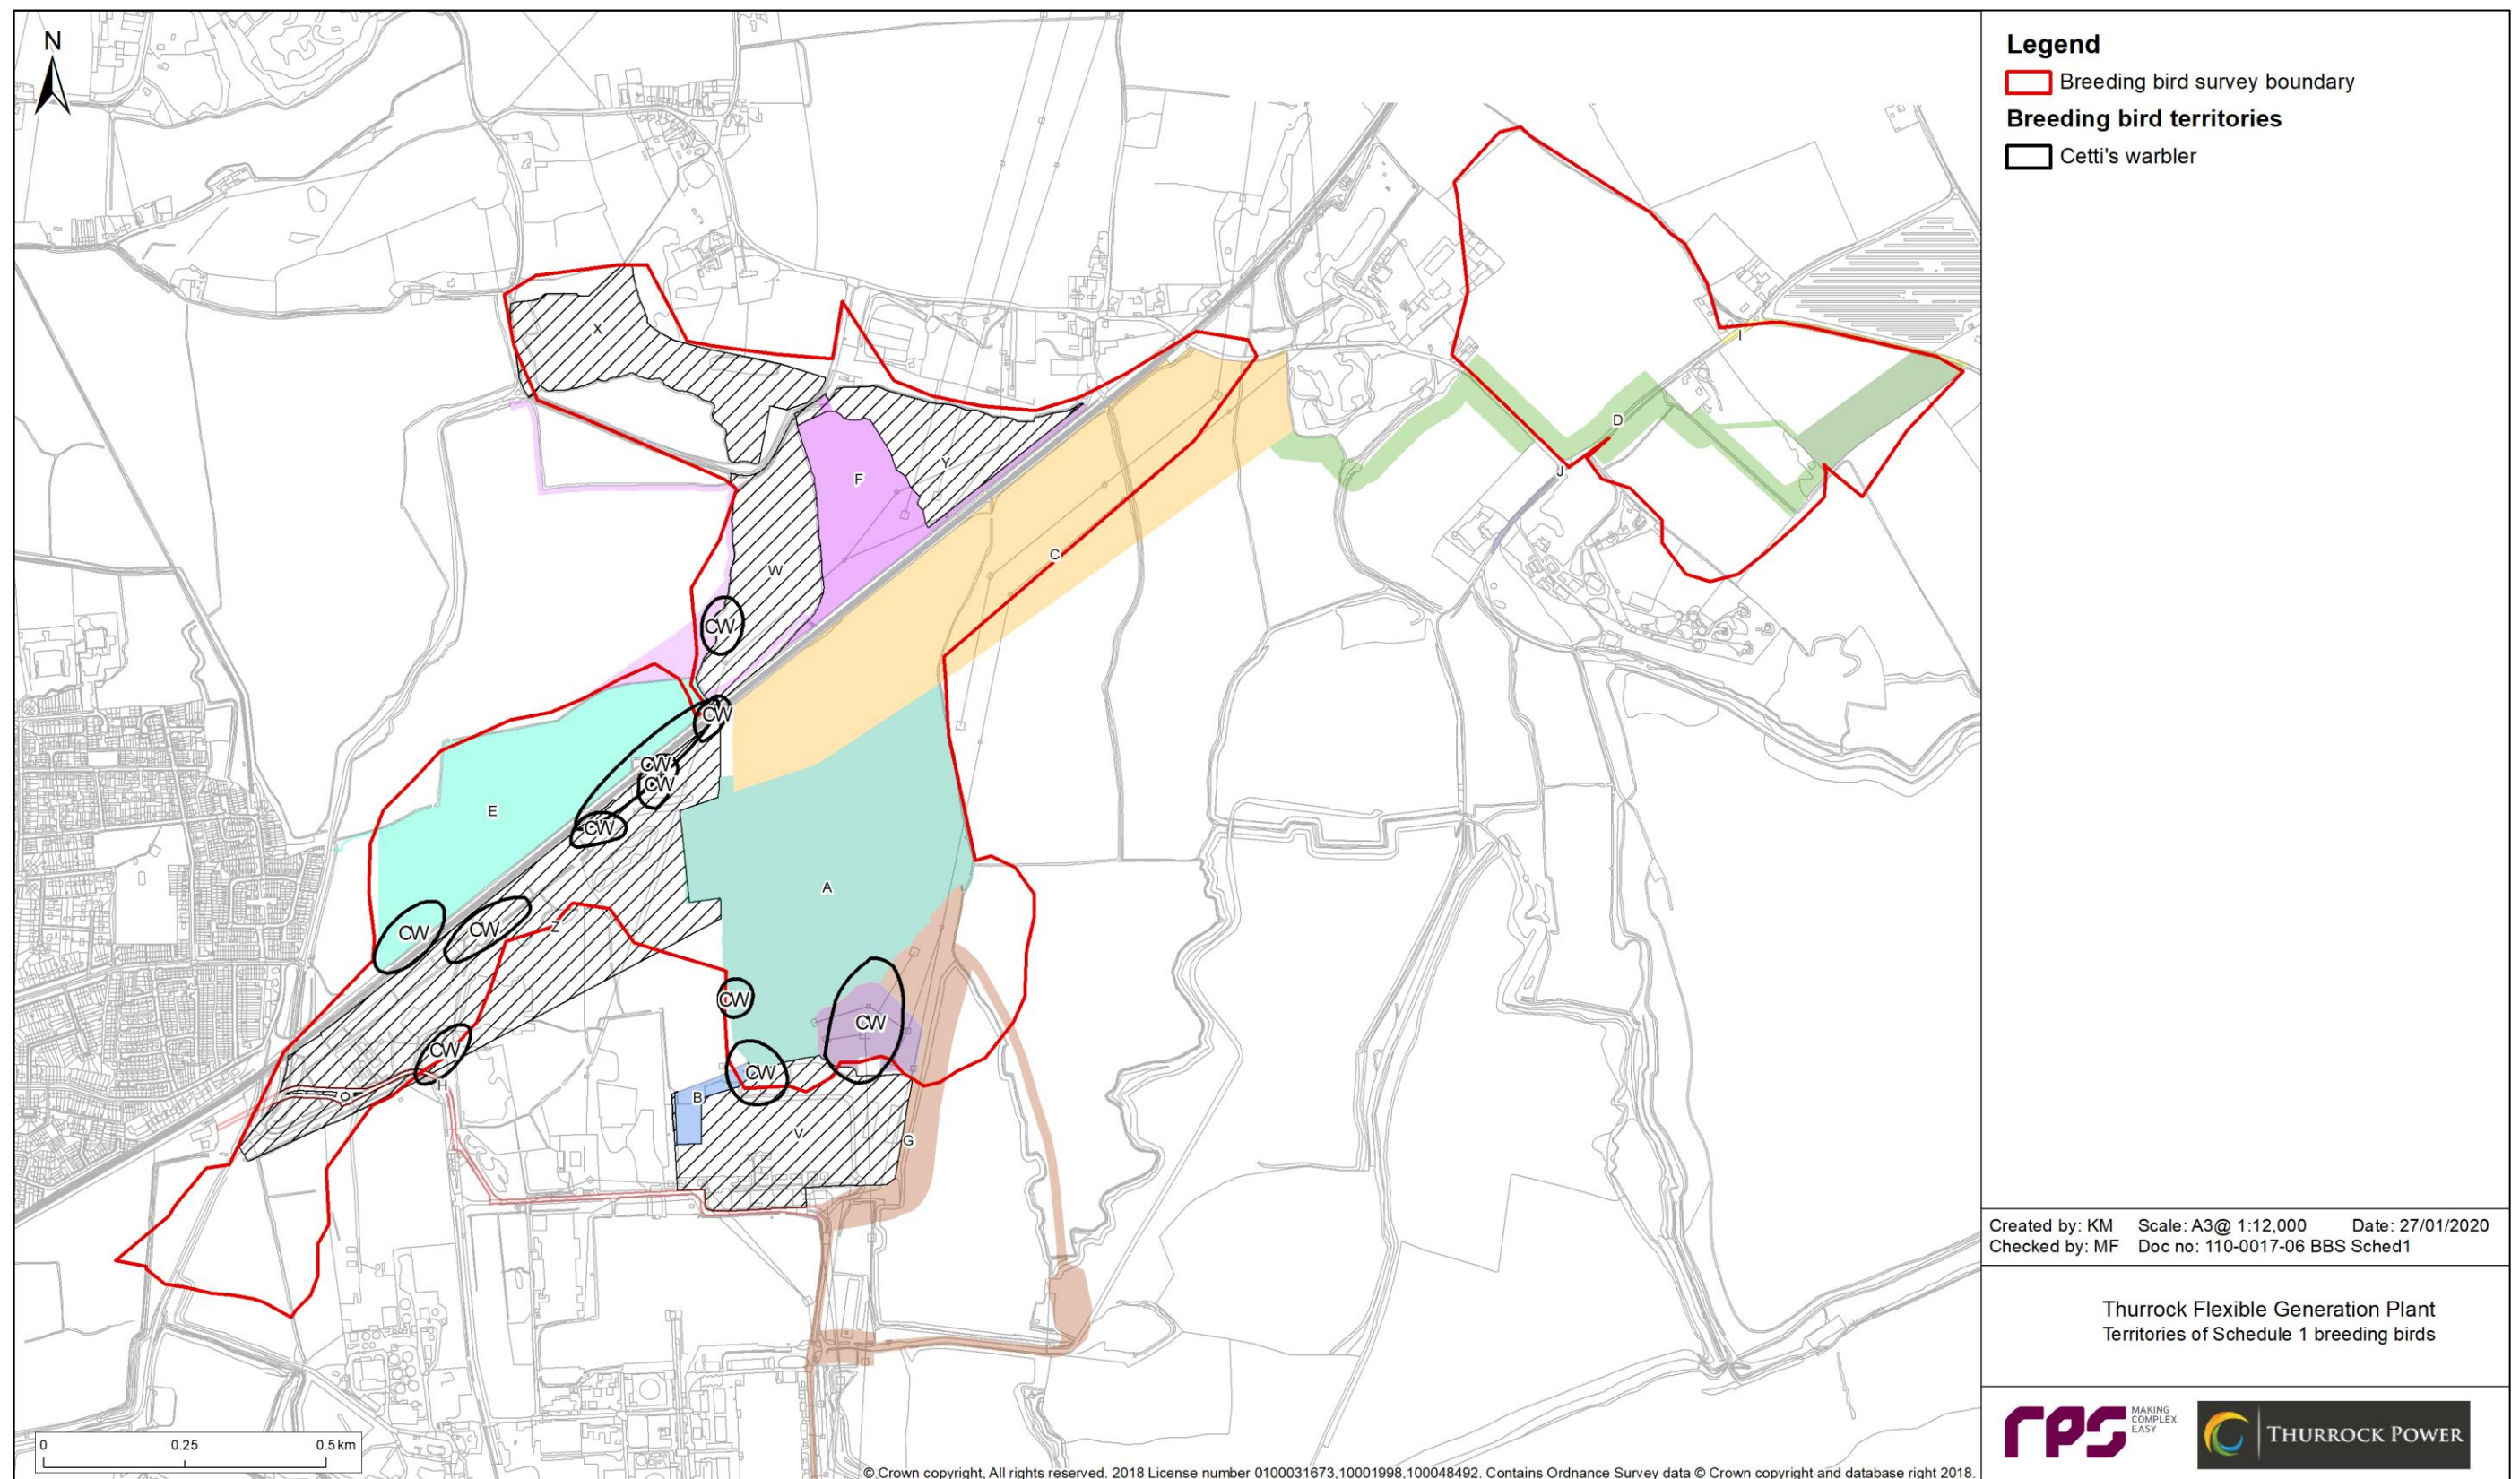 N
X
Y
F
W
C
I
D
J
CW
CW
CW
CW
CW
E
A
CW
CW
Z
CW
CW
CW
CW
H
B
V
G
0 0.25 0.5 km
© Crown copyright, All rights reserved. 2018 License number 0100031673,10001998,100048492. Contains Ordnance Survey data © Crown copyright and database right 2018.
Legend
Breeding bird survey boundary
Breeding bird territories
Cetti's warbler
Created by: KM Scale: A3@ 1:12,000 Date: 27/01/2020
Checked by: MF Doc no: 110-0017-06 BBS Sched1
Thurrock Flexible Generation Plant
Territories of Schedule 1 breeding birds
rps MAKING
COMPLEX
EASY
THURROCK POWER